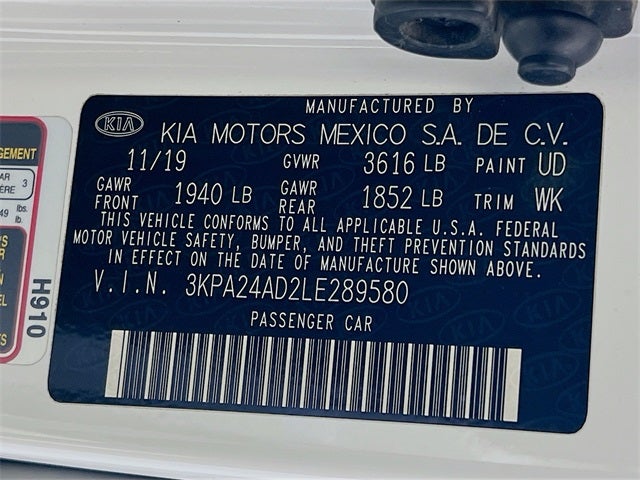 MANUFACTURED BY
KIA KIA MOTORS MEXICO S.A. DE C.V.
11/19 GVWR 3616 LB PAINT UD
GAWR FRONT 1940 LB GAWR REAR 1852 LB TRIM WK
THIS VEHICLE CONFORMS TO ALL APPLICABLE U.S.A. FEDERAL
MOTOR VEHICLE SAFETY, BUMPER, AND THEFT PREVENTION STANDARDS
IN EFFECT ON THE DATE OF MANUFACTURE SHOWN ABOVE.
V.I.N. 3KPA24AD2LE289580
PASSENGER CAR
3
lbs.
H910